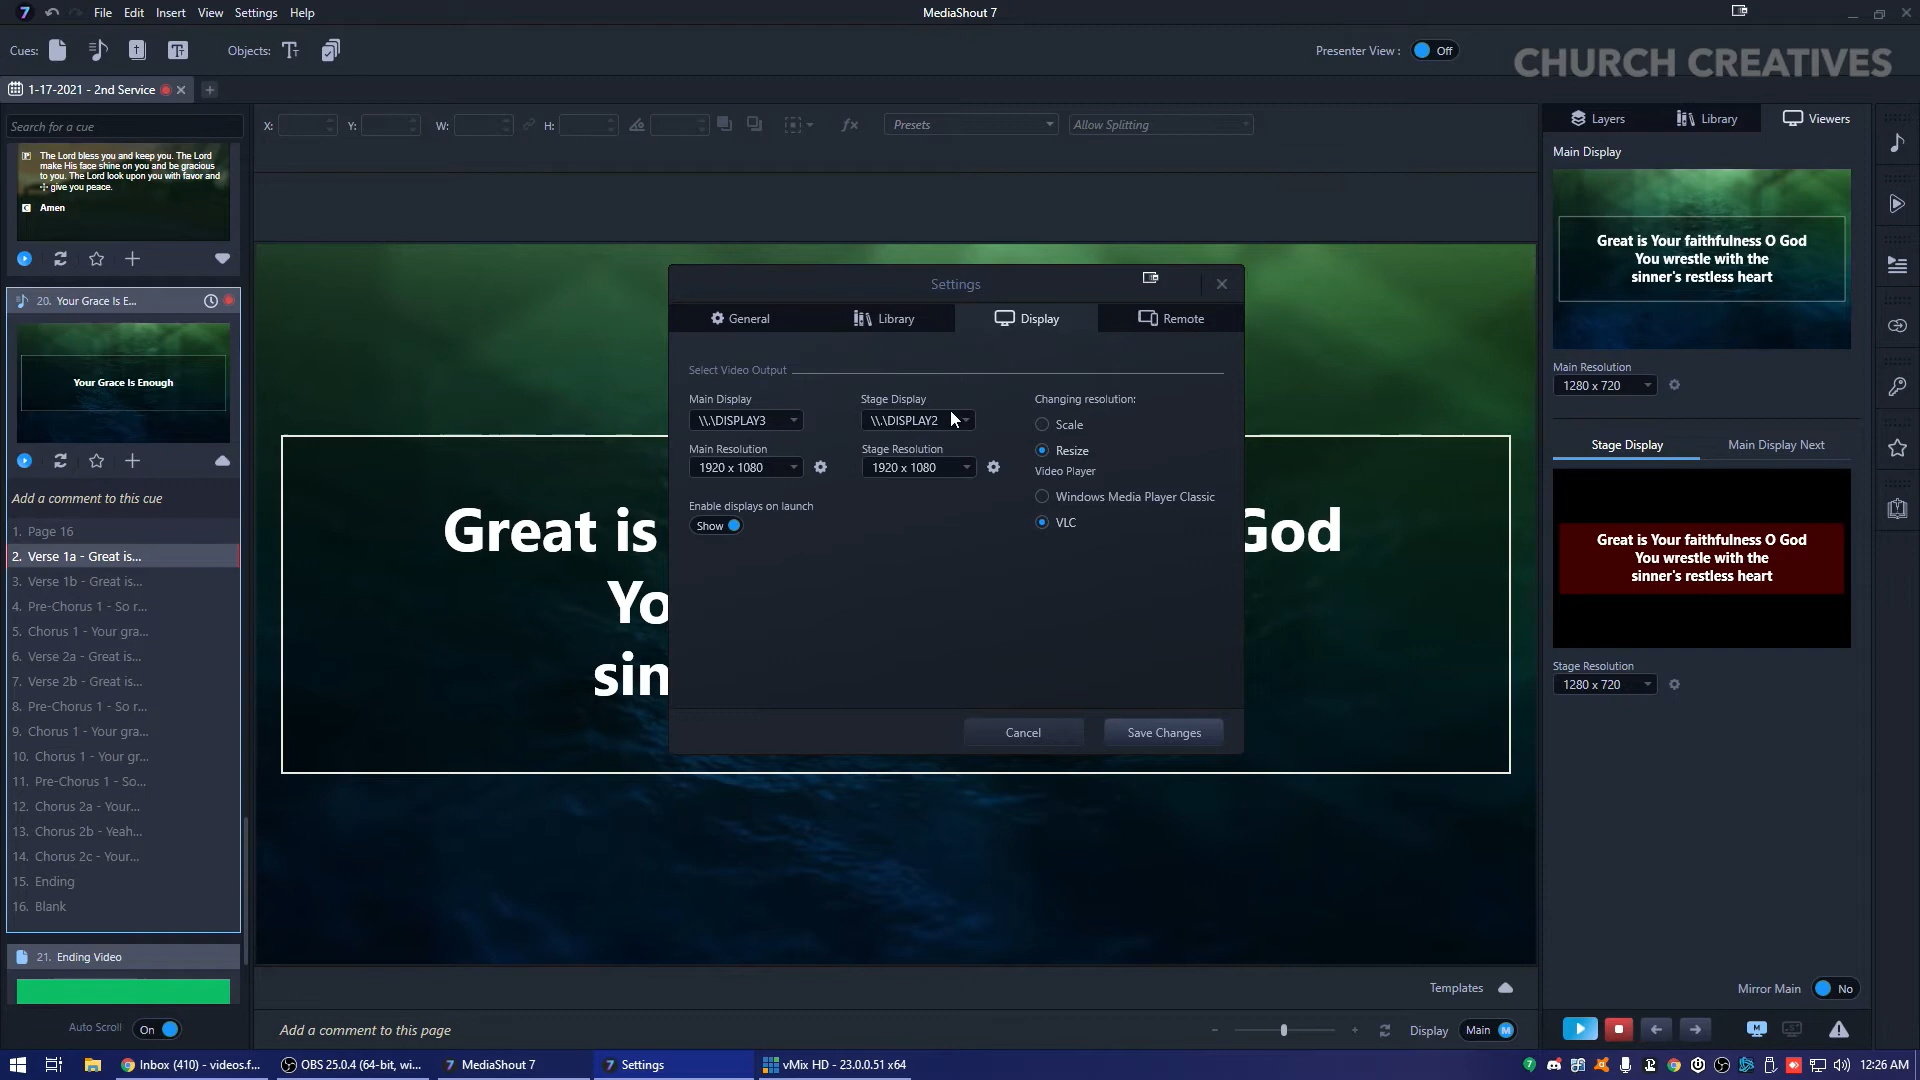 File Edit Insert View Settings Help
MediaShout 7
Cues:
Objects:
Presenter View : Off
CHURCH CREATIVES
1-17-2021 - 2nd Service
Search for a cue
The Lord bless you and keep you. The Lord
make His face shine on you and be gracious
to you. The Lord look upon you with favor and
give you peace.
Amen
20. Your Grace Is E...
Your Grace Is Enough
Add a comment to this cue
1. Page 16
2. Verse 1a - Great is...
3. Verse 1b - Great is...
4. Pre-Chorus 1 - So r...
5. Chorus 1 - Your gra...
6. Verse 2a - Great is...
7. Verse 2b - Great is...
8. Pre-Chorus 1 - So r...
9. Chorus 1 - Your gra...
10. Chorus 1 - Your gr...
11. Pre-Chorus 1 - So...
12. Chorus 2a - Your...
13. Chorus 2b - Yeah...
14. Chorus 2c - Your...
15. Ending
16. Blank
21. Ending Video
Auto Scroll On
X: Y: W: H:
Presets
Allow Splitting
Great is
God
Yo
sin
Settings
General
Library
Display
Remote
Select Video Output
Main Display
\\.\DISPLAY3
Stage Display
\\.\DISPLAY2
Main Resolution
1920 x 1080
Stage Resolution
1920 x 1080
Enable displays on launch
Show
Changing resolution:
Scale
Resize
Video Player
Windows Media Player Classic
VLC
Cancel
Save Changes
Templates
Add a comment to this page
Display Main M
Layers
Library
Viewers
Main Display
Great is Your faithfulness O God
You wrestle with the
sinner's restless heart
Main Resolution
1280 x 720
Stage Display
Main Display Next
Great is Your faithfulness O God
You wrestle with the
sinner's restless heart
Stage Resolution
1280 x 720
Mirror Main No
Inbox (410) - videos.f...
OBS 25.0.4 (64-bit, wi...
MediaShout 7
Settings
vMix HD - 23.0.0.51 x64
12:26 AM